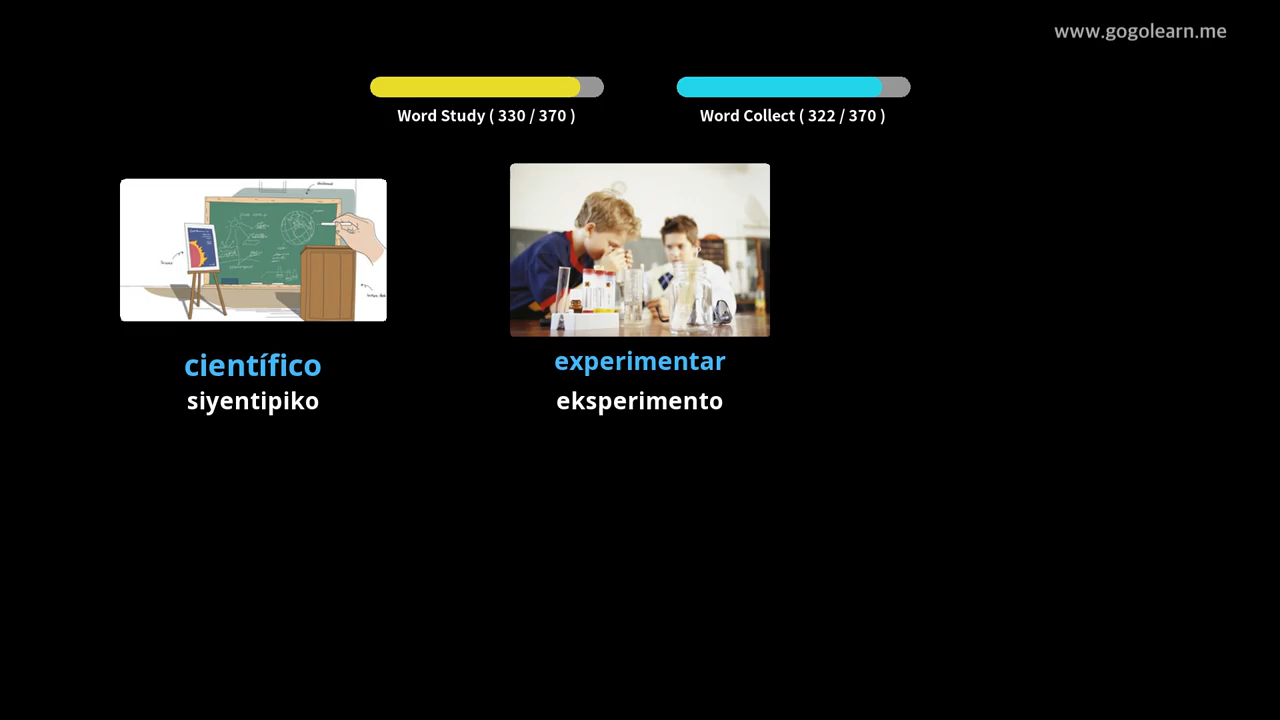 www.gogolearn.me
Word Study ( 330 / 370 )
Word Collect ( 322 / 370 )
científico
siyentipiko
experimentar
eksperimento